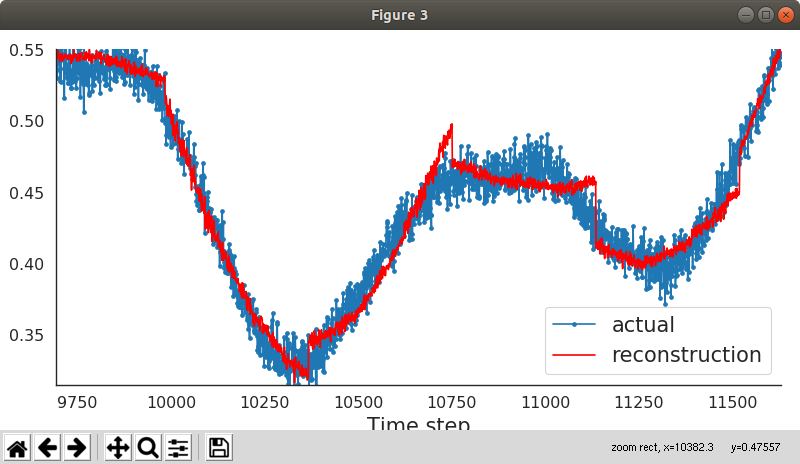 Figure 3
0.55
0.50
0.45
0.40
0.35
actual
reconstruction
9750 10000 10250 10500 10750 11000 11250 11500
Time step
zoom rect, x=10382.3 y=0.47557